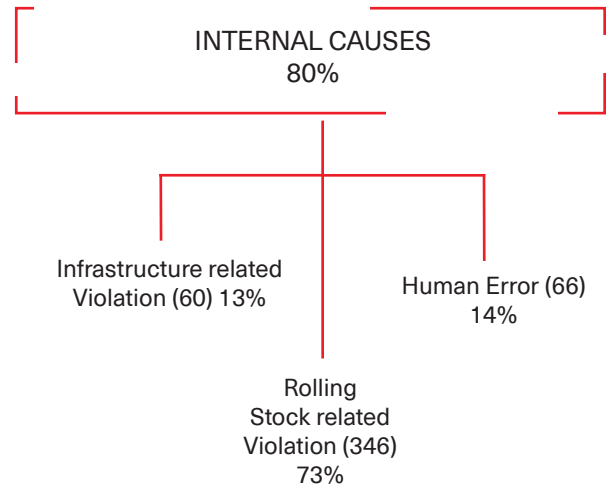 INTERNAL CAUSES
80%
Infrastructure related
Violation (60) 13%
Human Error (66)
14%
Rolling
Stock related
Violation (346)
73%